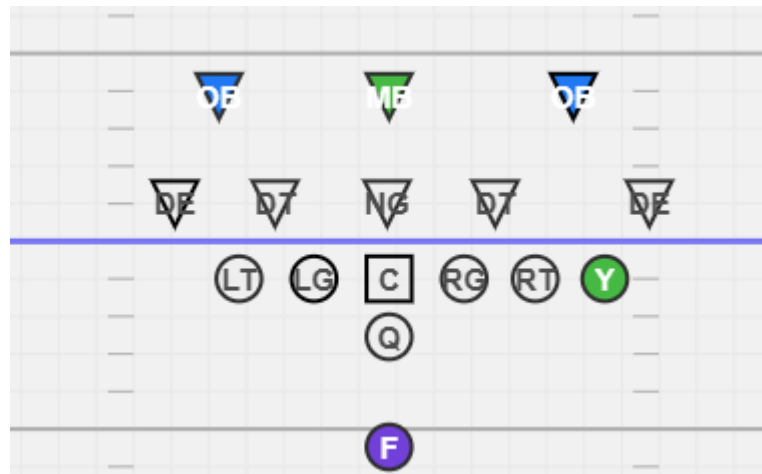 OB MB OB
DE DT NG DT DE
LT LG C RG RT Y
Q
F